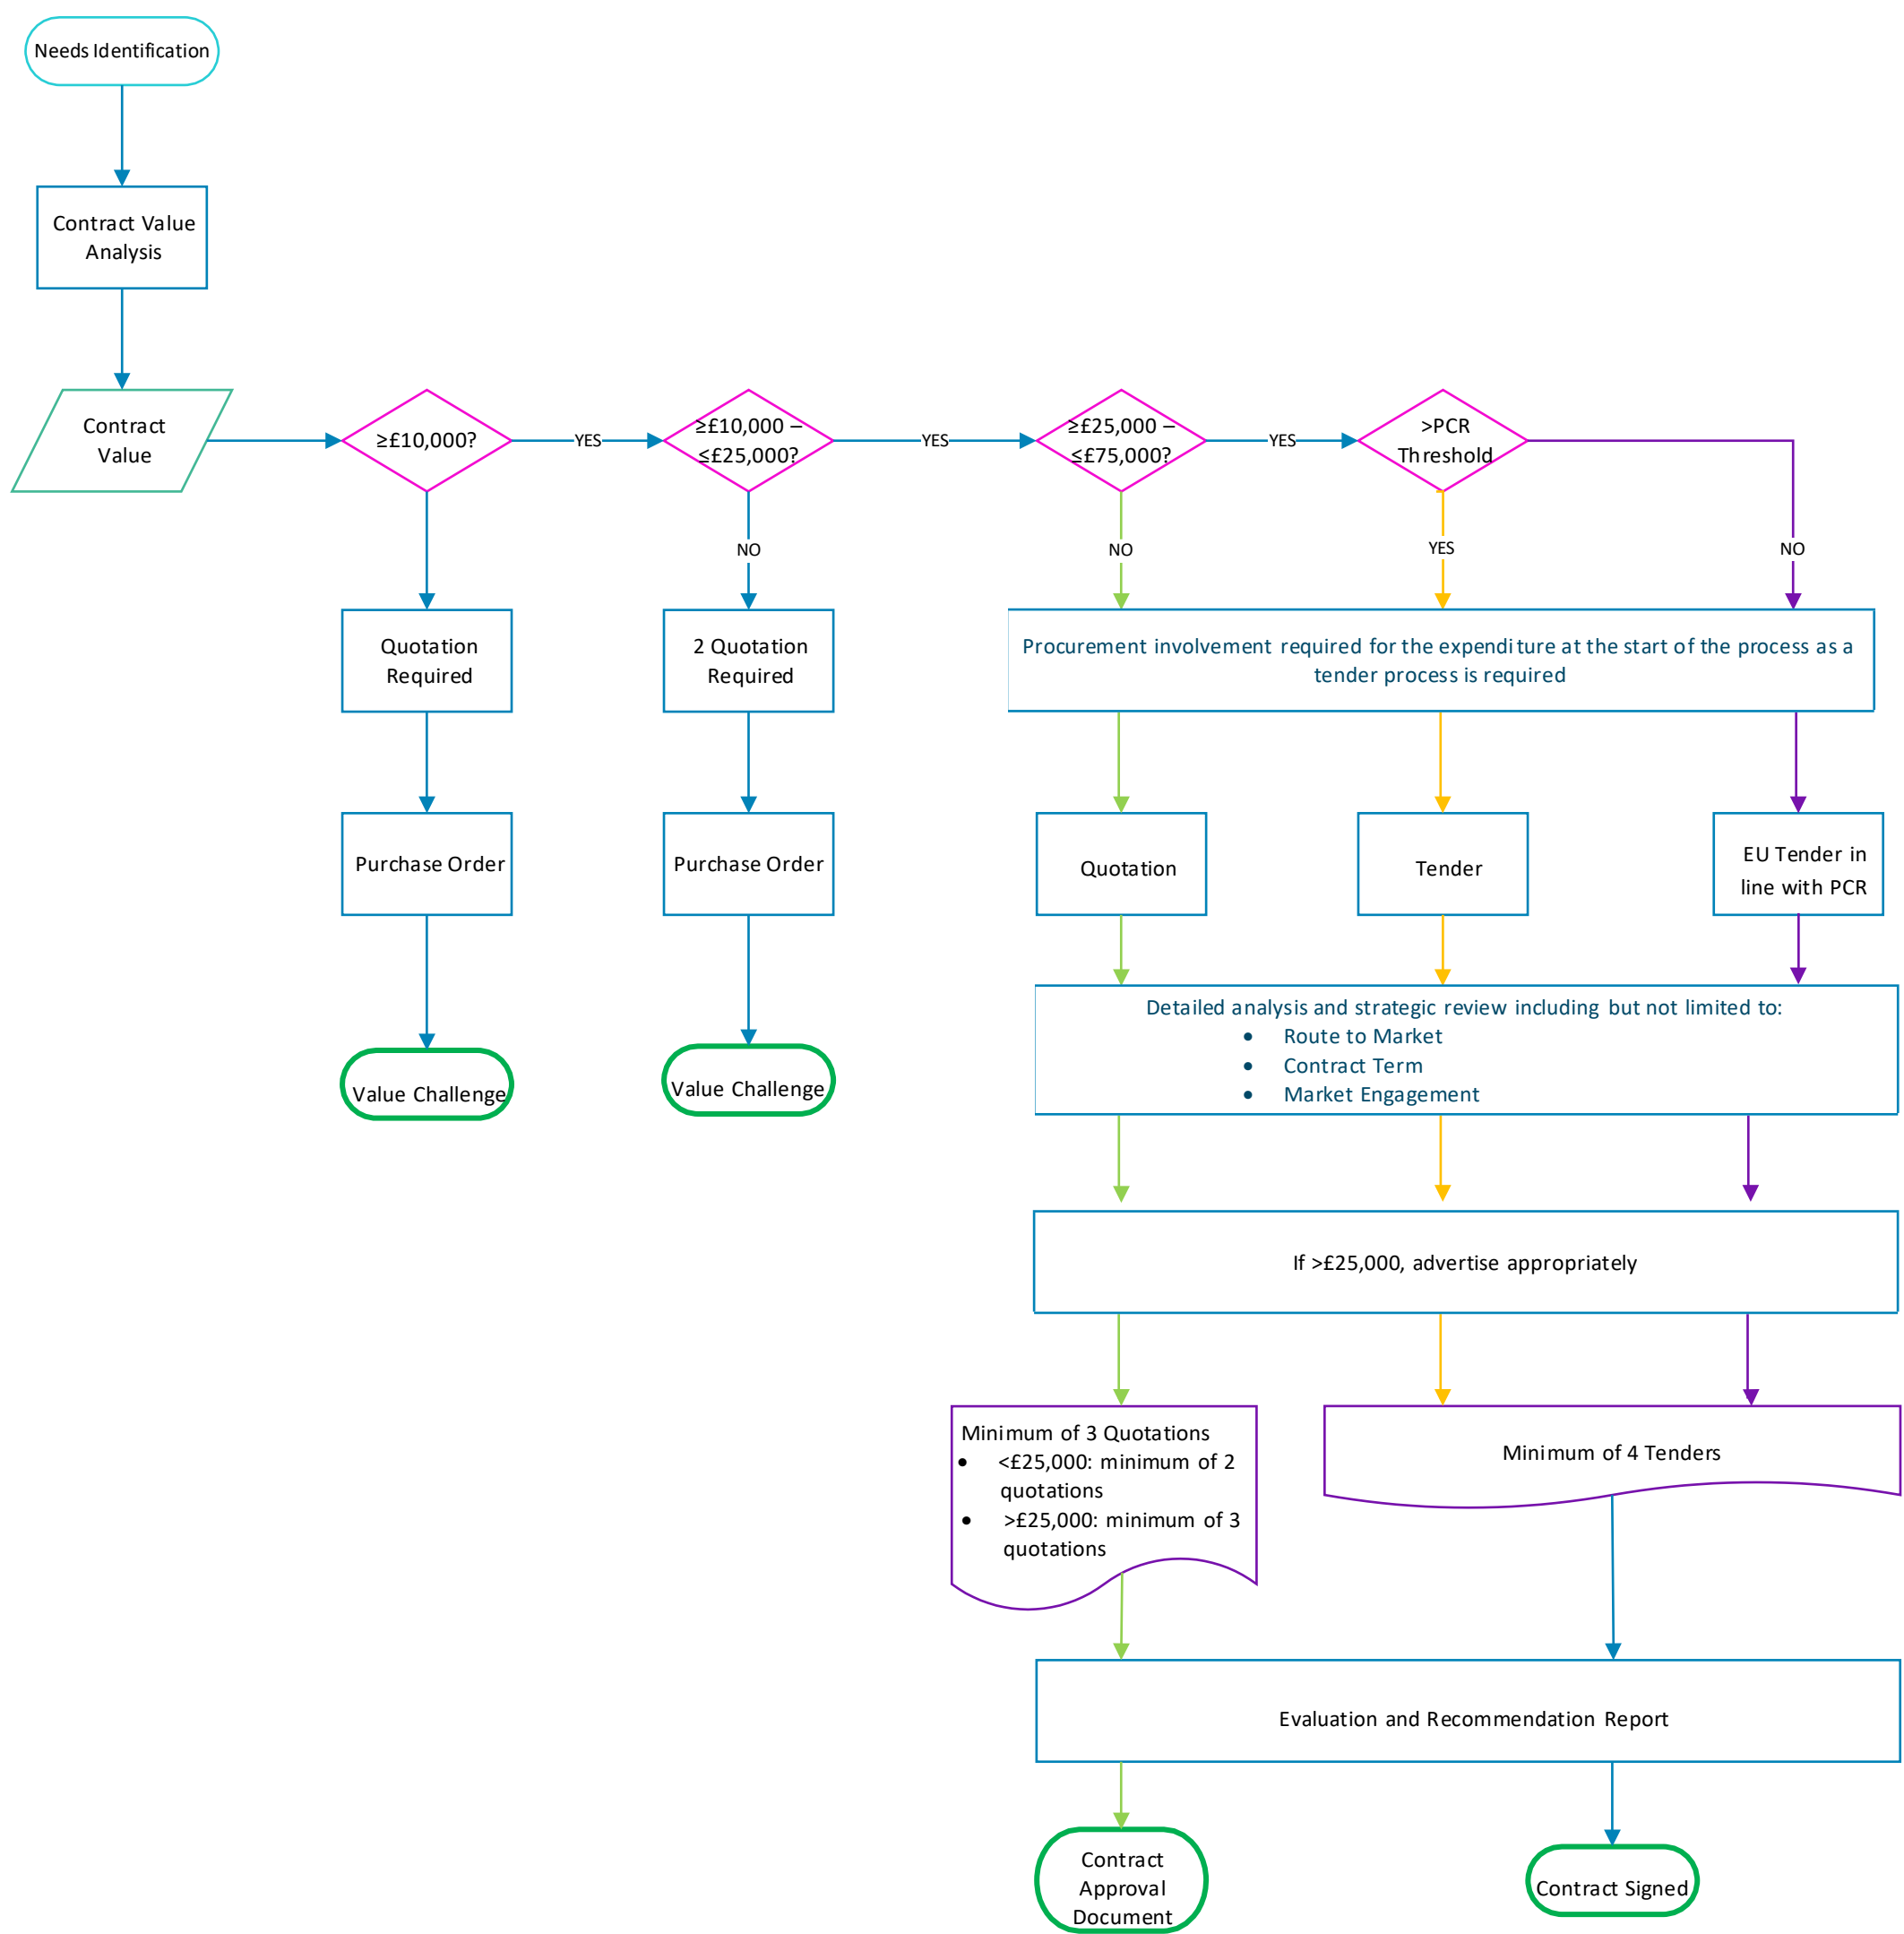 Needs Identification
Contract Value
Analysis
Contract
Value
≥£10,000?
YES
≥£10,000 –
≤£25,000?
YES
≥£25,000 –
≤£75,000?
YES
>PCR
Threshold
NO
NO
YES
NO
Quotation
Required
2 Quotation
Required
Procurement involvement required for the expenditure at the start of the process as a
tender process is required
Purchase Order
Purchase Order
Quotation
Tender
EU Tender in
line with PCR
Value Challenge
Value Challenge
Detailed analysis and strategic review including but not limited to:
• Route to Market
• Contract Term
• Market Engagement
If >£25,000, advertise appropriately
Minimum of 3 Quotations
• <£25,000: minimum of 2
quotations
• >£25,000: minimum of 3
quotations
Minimum of 4 Tenders
Evaluation and Recommendation Report
Contract
Approval
Document
Contract Signed